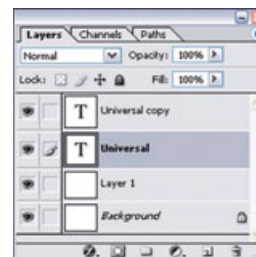 Layers Channels Paths
Normal Opacity: 100%
Lock: Fill: 100%
T Universal copy
T Universal
Layer 1
Background